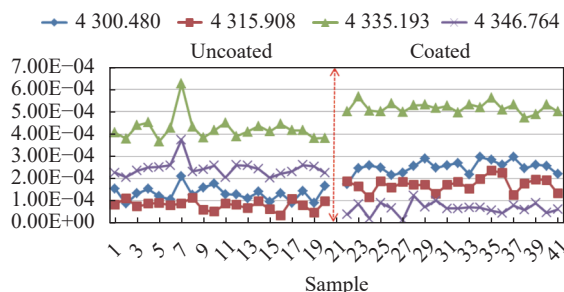 4 300.480 4 315.908 4 335.193 4 346.764
Uncoated Coated
7.00E−04
6.00E−04
5.00E−04
4.00E−04
3.00E−04
2.00E−04
1.00E−04
0.00E+00
1 3 5 7 9 11 13 15 17 19 21 23 25 27 29 31 33 35 37 39 41
Sample